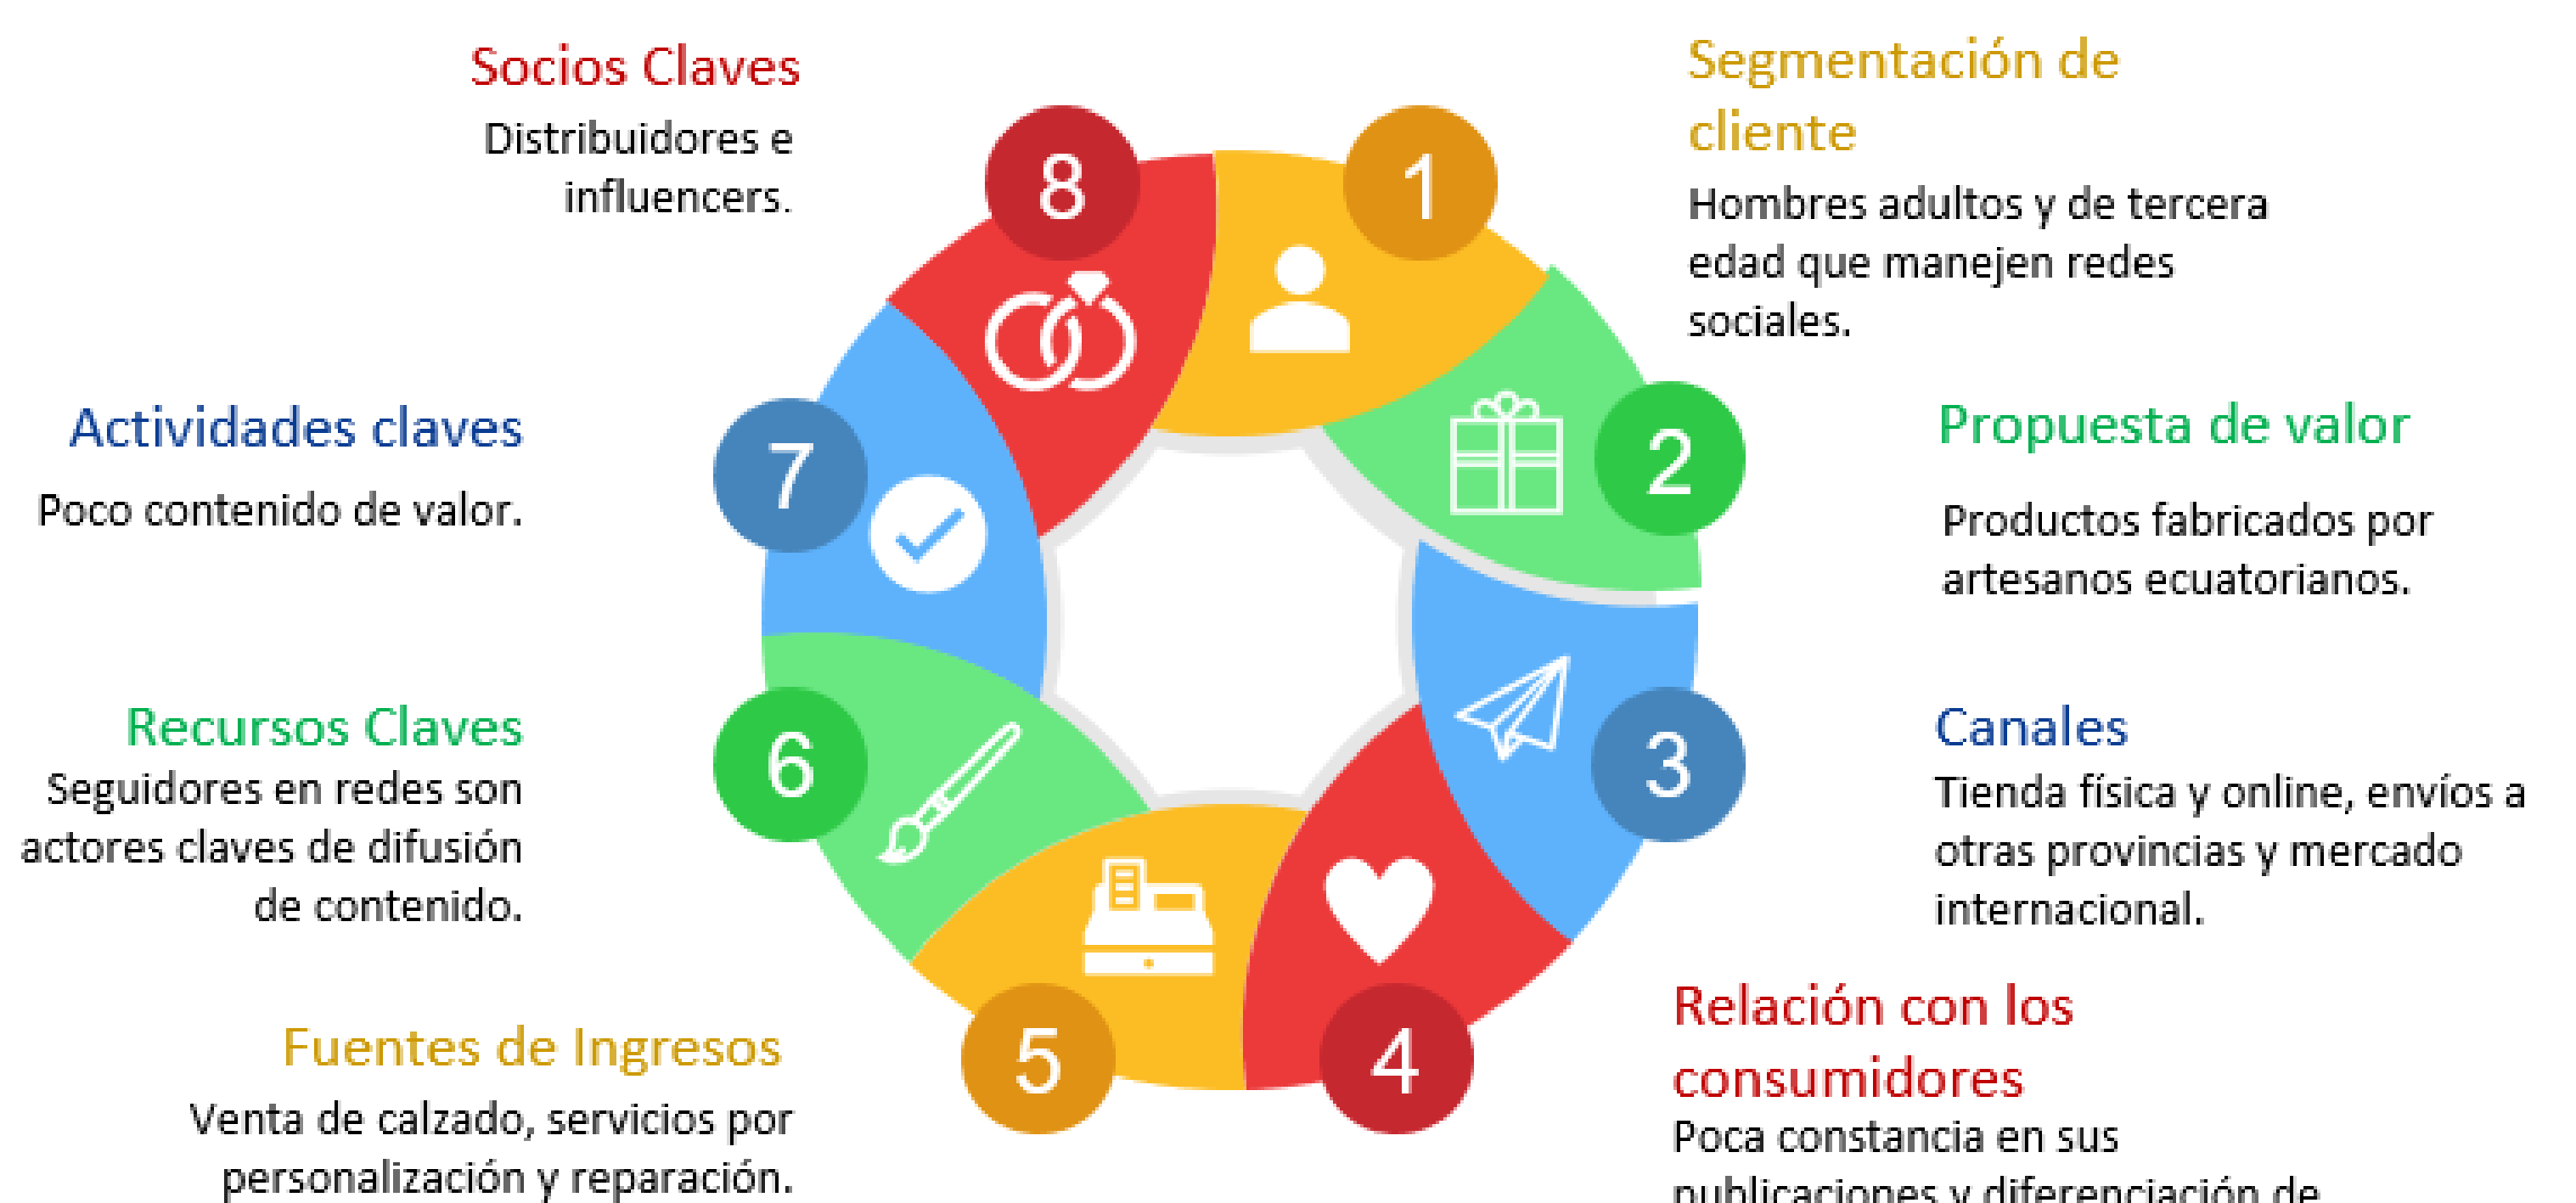 Socios Claves
Distribuidores e
influencers.
8
1
Segmentación de
cliente
Hombres adultos y de tercera
edad que manejen redes
sociales.
Actividades claves
Poco contenido de valor.
7
2
Propuesta de valor
Productos fabricados por
artesanos ecuatorianos.
Recursos Claves
Seguidores en redes son
actores claves de difusión
de contenido.
6
3
Canales
Tienda física y online, envíos a
otras provincias y mercado
internacional.
Fuentes de Ingresos
Venta de calzado, servicios por
personalización y reparación.
5
4
Relación con los
consumidores
Poca constancia en sus
publicaciones y diferenciación de